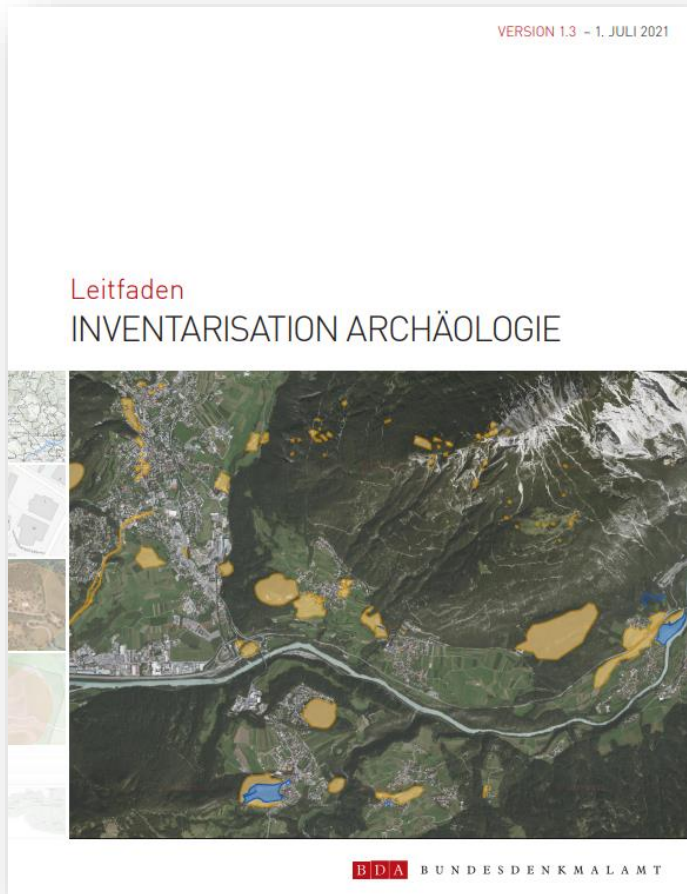 VERSION 1.3 – 1. JULI 2021
Leitfaden
INVENTARISATION ARCHÄOLOGIE
BDA BUNDESDENKMALAMT